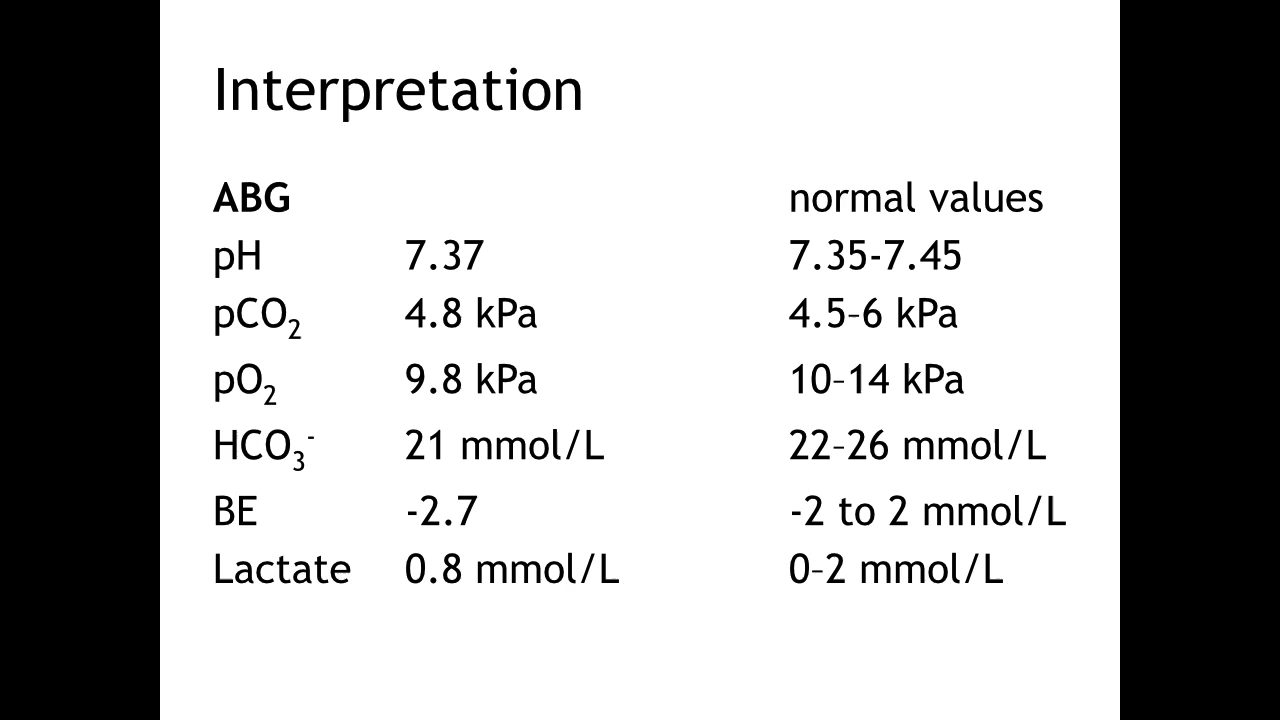 Interpretation
ABG normal values
pH 7.37 7.35-7.45
pCO₂ 4.8 kPa 4.5–6 kPa
pO₂ 9.8 kPa 10–14 kPa
HCO₃⁻ 21 mmol/L 22–26 mmol/L
BE -2.7 -2 to 2 mmol/L
Lactate 0.8 mmol/L 0–2 mmol/L